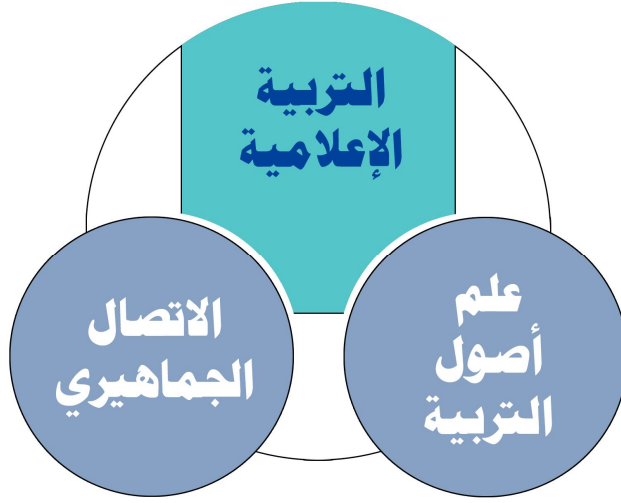 التربية
الإعلامية
علم
أصول
التربية
الاتصال
الجماهيري